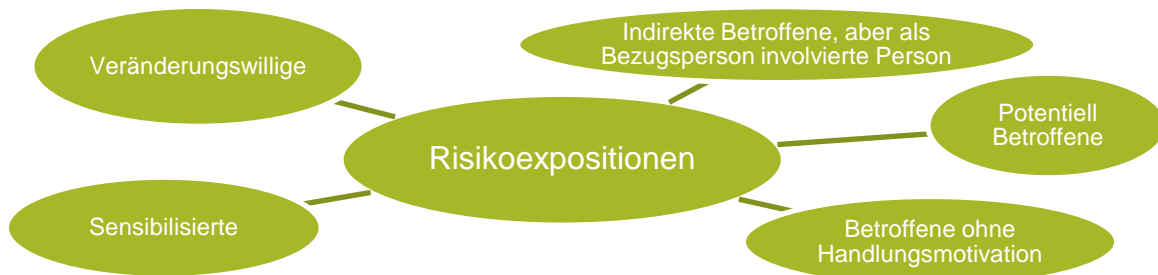 Indirekte Betroffene, aber als
Bezugsperson involvierte Person
Veränderungswillige
Potentiell
Betroffene
Risikoexpositionen
Sensibilisierte
Betroffene ohne
Handlungsmotivation